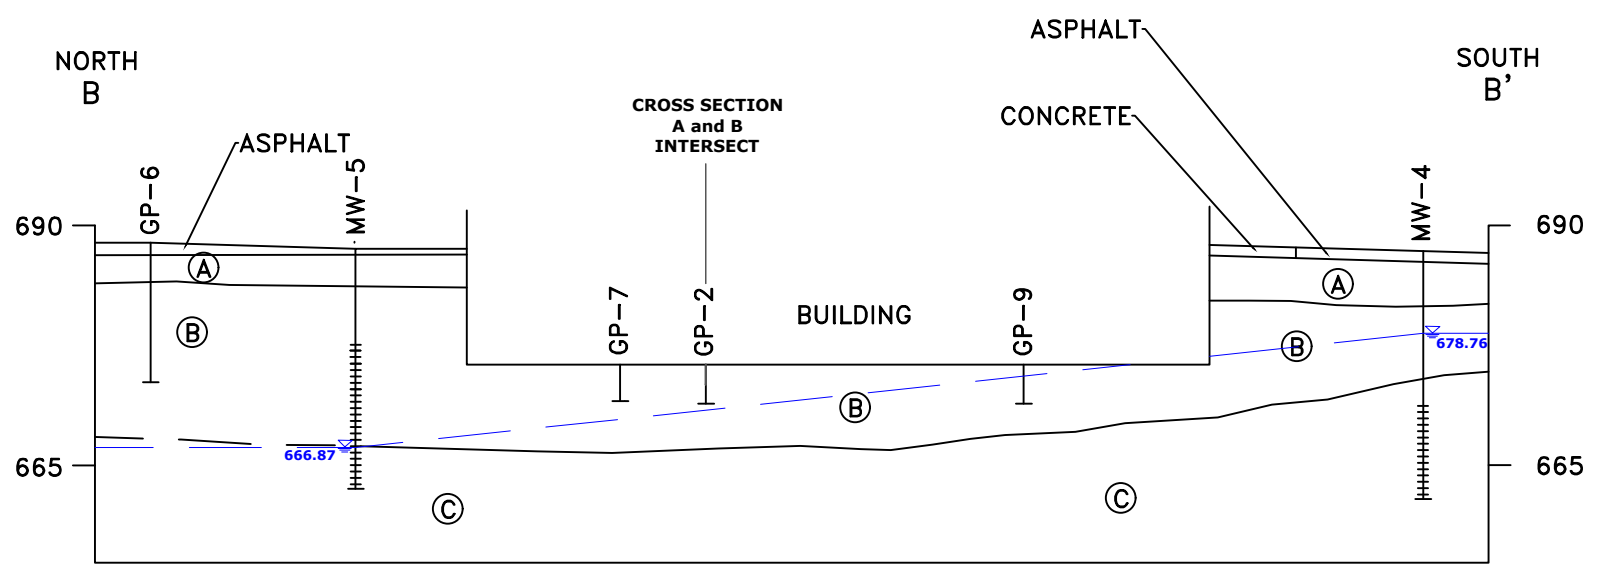 ASPHALT
NORTH
B
SOUTH
B'
CROSS SECTION
A and B
INTERSECT
CONCRETE
ASPHALT
GP-6
MW-5
MW-4
690
690
A
A
GP-7
GP-2
BUILDING
GP-9
B
B
678.76
B
666.87
665
665
C
C